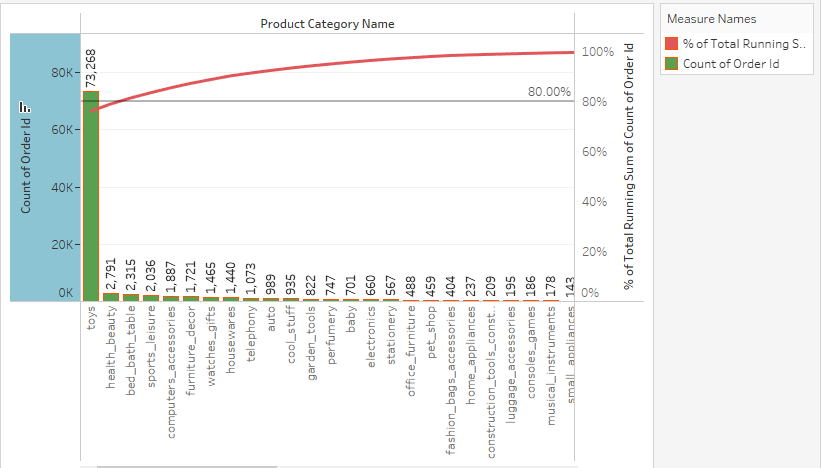 Product Category Name
Measure Names
% of Total Running S..
Count of Order Id
Count of Order Id
80K
60K
40K
20K
0K
73,268
2,791
2,315
2,036
1,887
1,721
1,465
1,440
1,073
989
935
822
747
701
660
567
488
459
404
237
209
195
186
178
143
80.00%
100%
80%
60%
40%
20%
0%
% of Total Running Sum of Count of Order Id
toys
health_beauty
bed_bath_table
sports_leisure
computers_accessories
furniture_decor
watches_gifts
housewares
telephony
auto
cool_stuff
garden_tools
perfumery
baby
electronics
stationery
office_furniture
pet_shop
fashion_bags_accessories
home_appliances
construction_tools_const..
luggage_accessories
consoles_games
musical_instruments
small_appliances